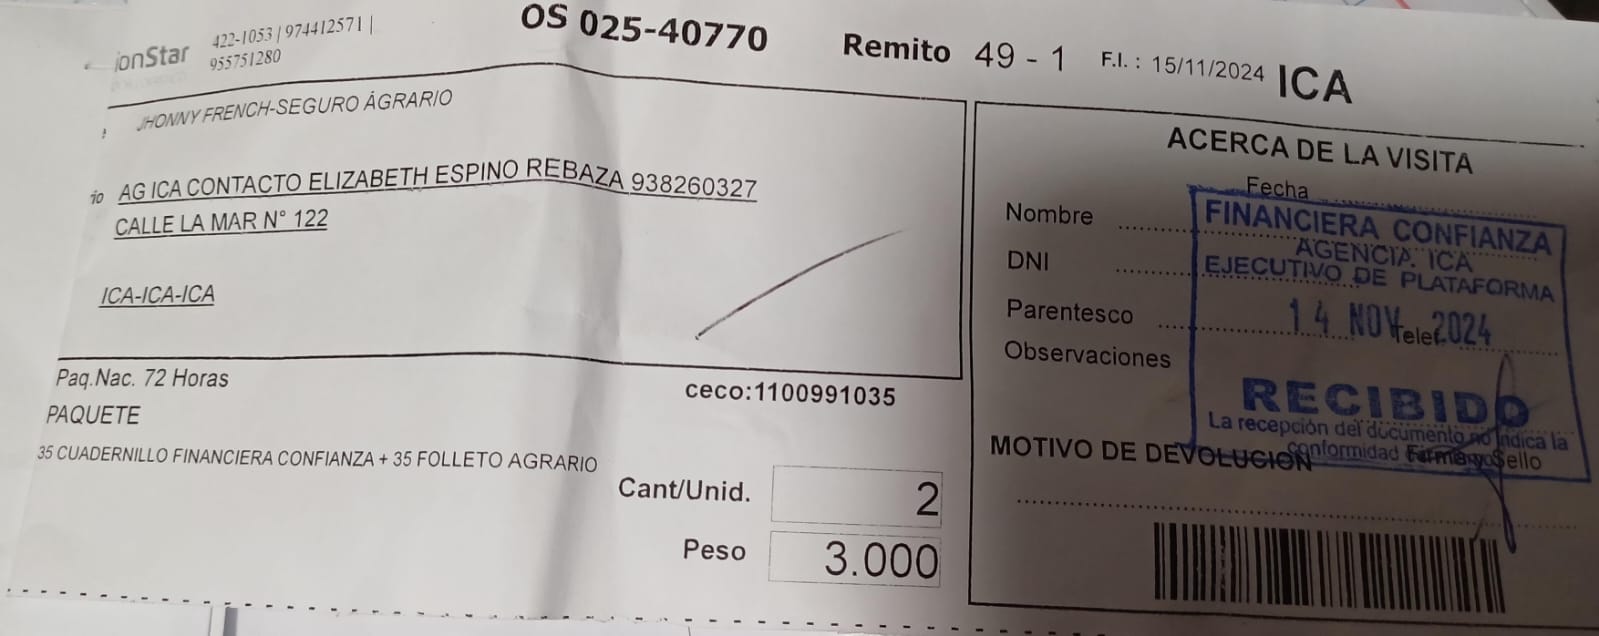 ionStar
422-1053 | 974412571 |
955751280
OS 025-40770
Remito 49 - 1
F.I. : 15/11/2024
ICA
JHONNY FRENCH-SEGURO ÁGRARIO
io AG ICA CONTACTO ELIZABETH ESPINO REBAZA 938260327
CALLE LA MAR N° 122
ICA-ICA-ICA
Paq.Nac. 72 Horas
ceco:1100991035
PAQUETE
35 CUADERNILLO FINANCIERA CONFIANZA + 35 FOLLETO AGRARIO
Cant/Unid. 2
Peso 3.000
ACERCA DE LA VISITA
Fecha
Nombre
DNI
Parentesco
Tele
Observaciones
MOTIVO DE DEVOLUCION
Firma y Sello
FINANCIERA CONFIANZA
AGENCIA. ICA
EJECUTIVO DE PLATAFORMA
14 NOV 2024
RECIBIDO
La recepción del documento no indica la
conformidad